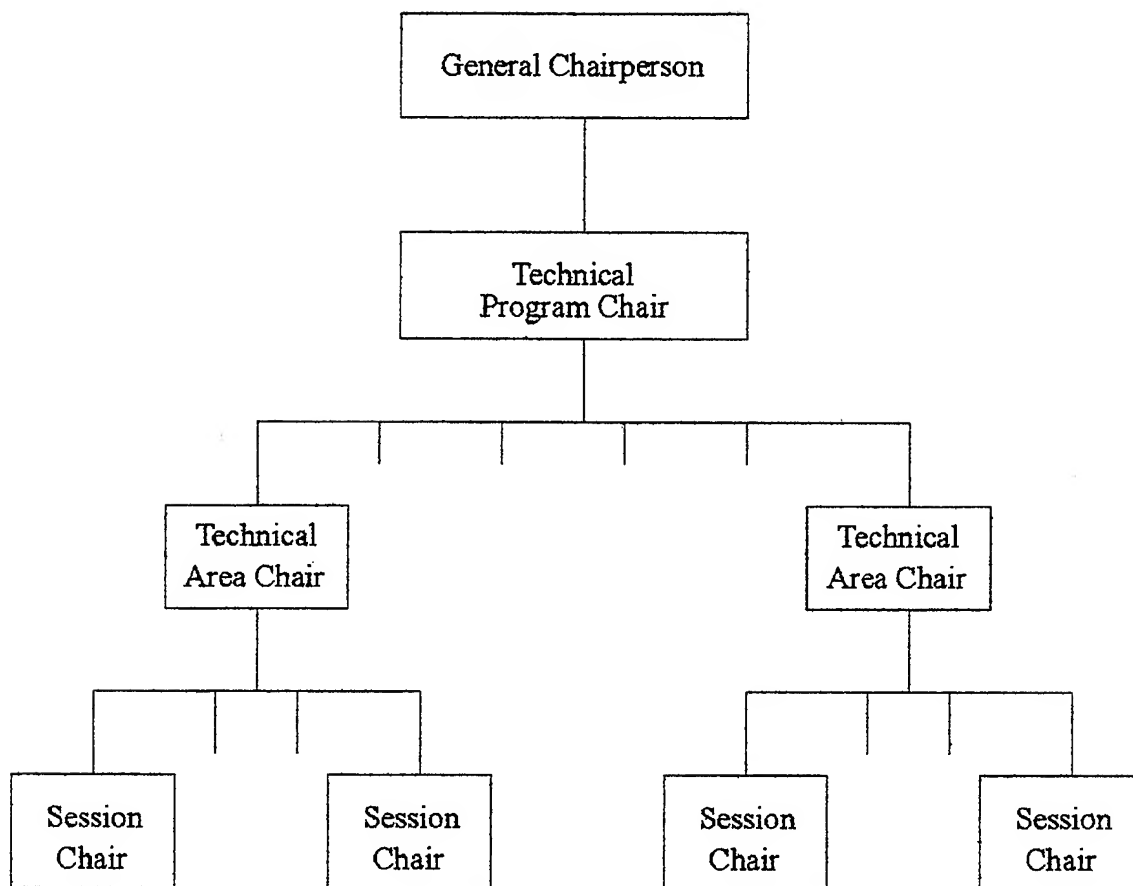 General Chairperson
Technical
Program Chair
Technical
Area Chair
Technical
Area Chair
Session
Chair
Session
Chair
Session
Chair
Session
Chair